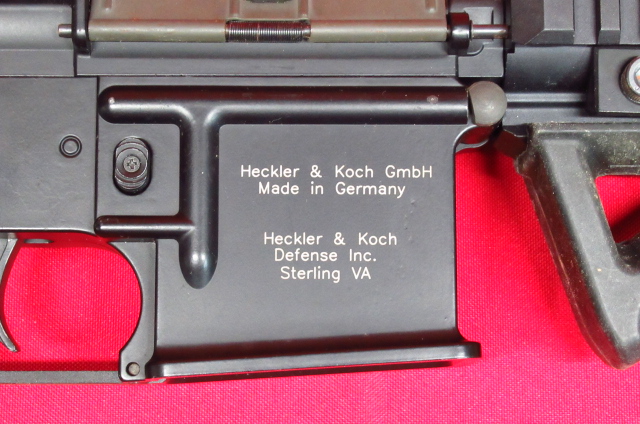 Heckler & Koch GmbH
Made in Germany
Heckler & Koch
Defense Inc.
Sterling VA